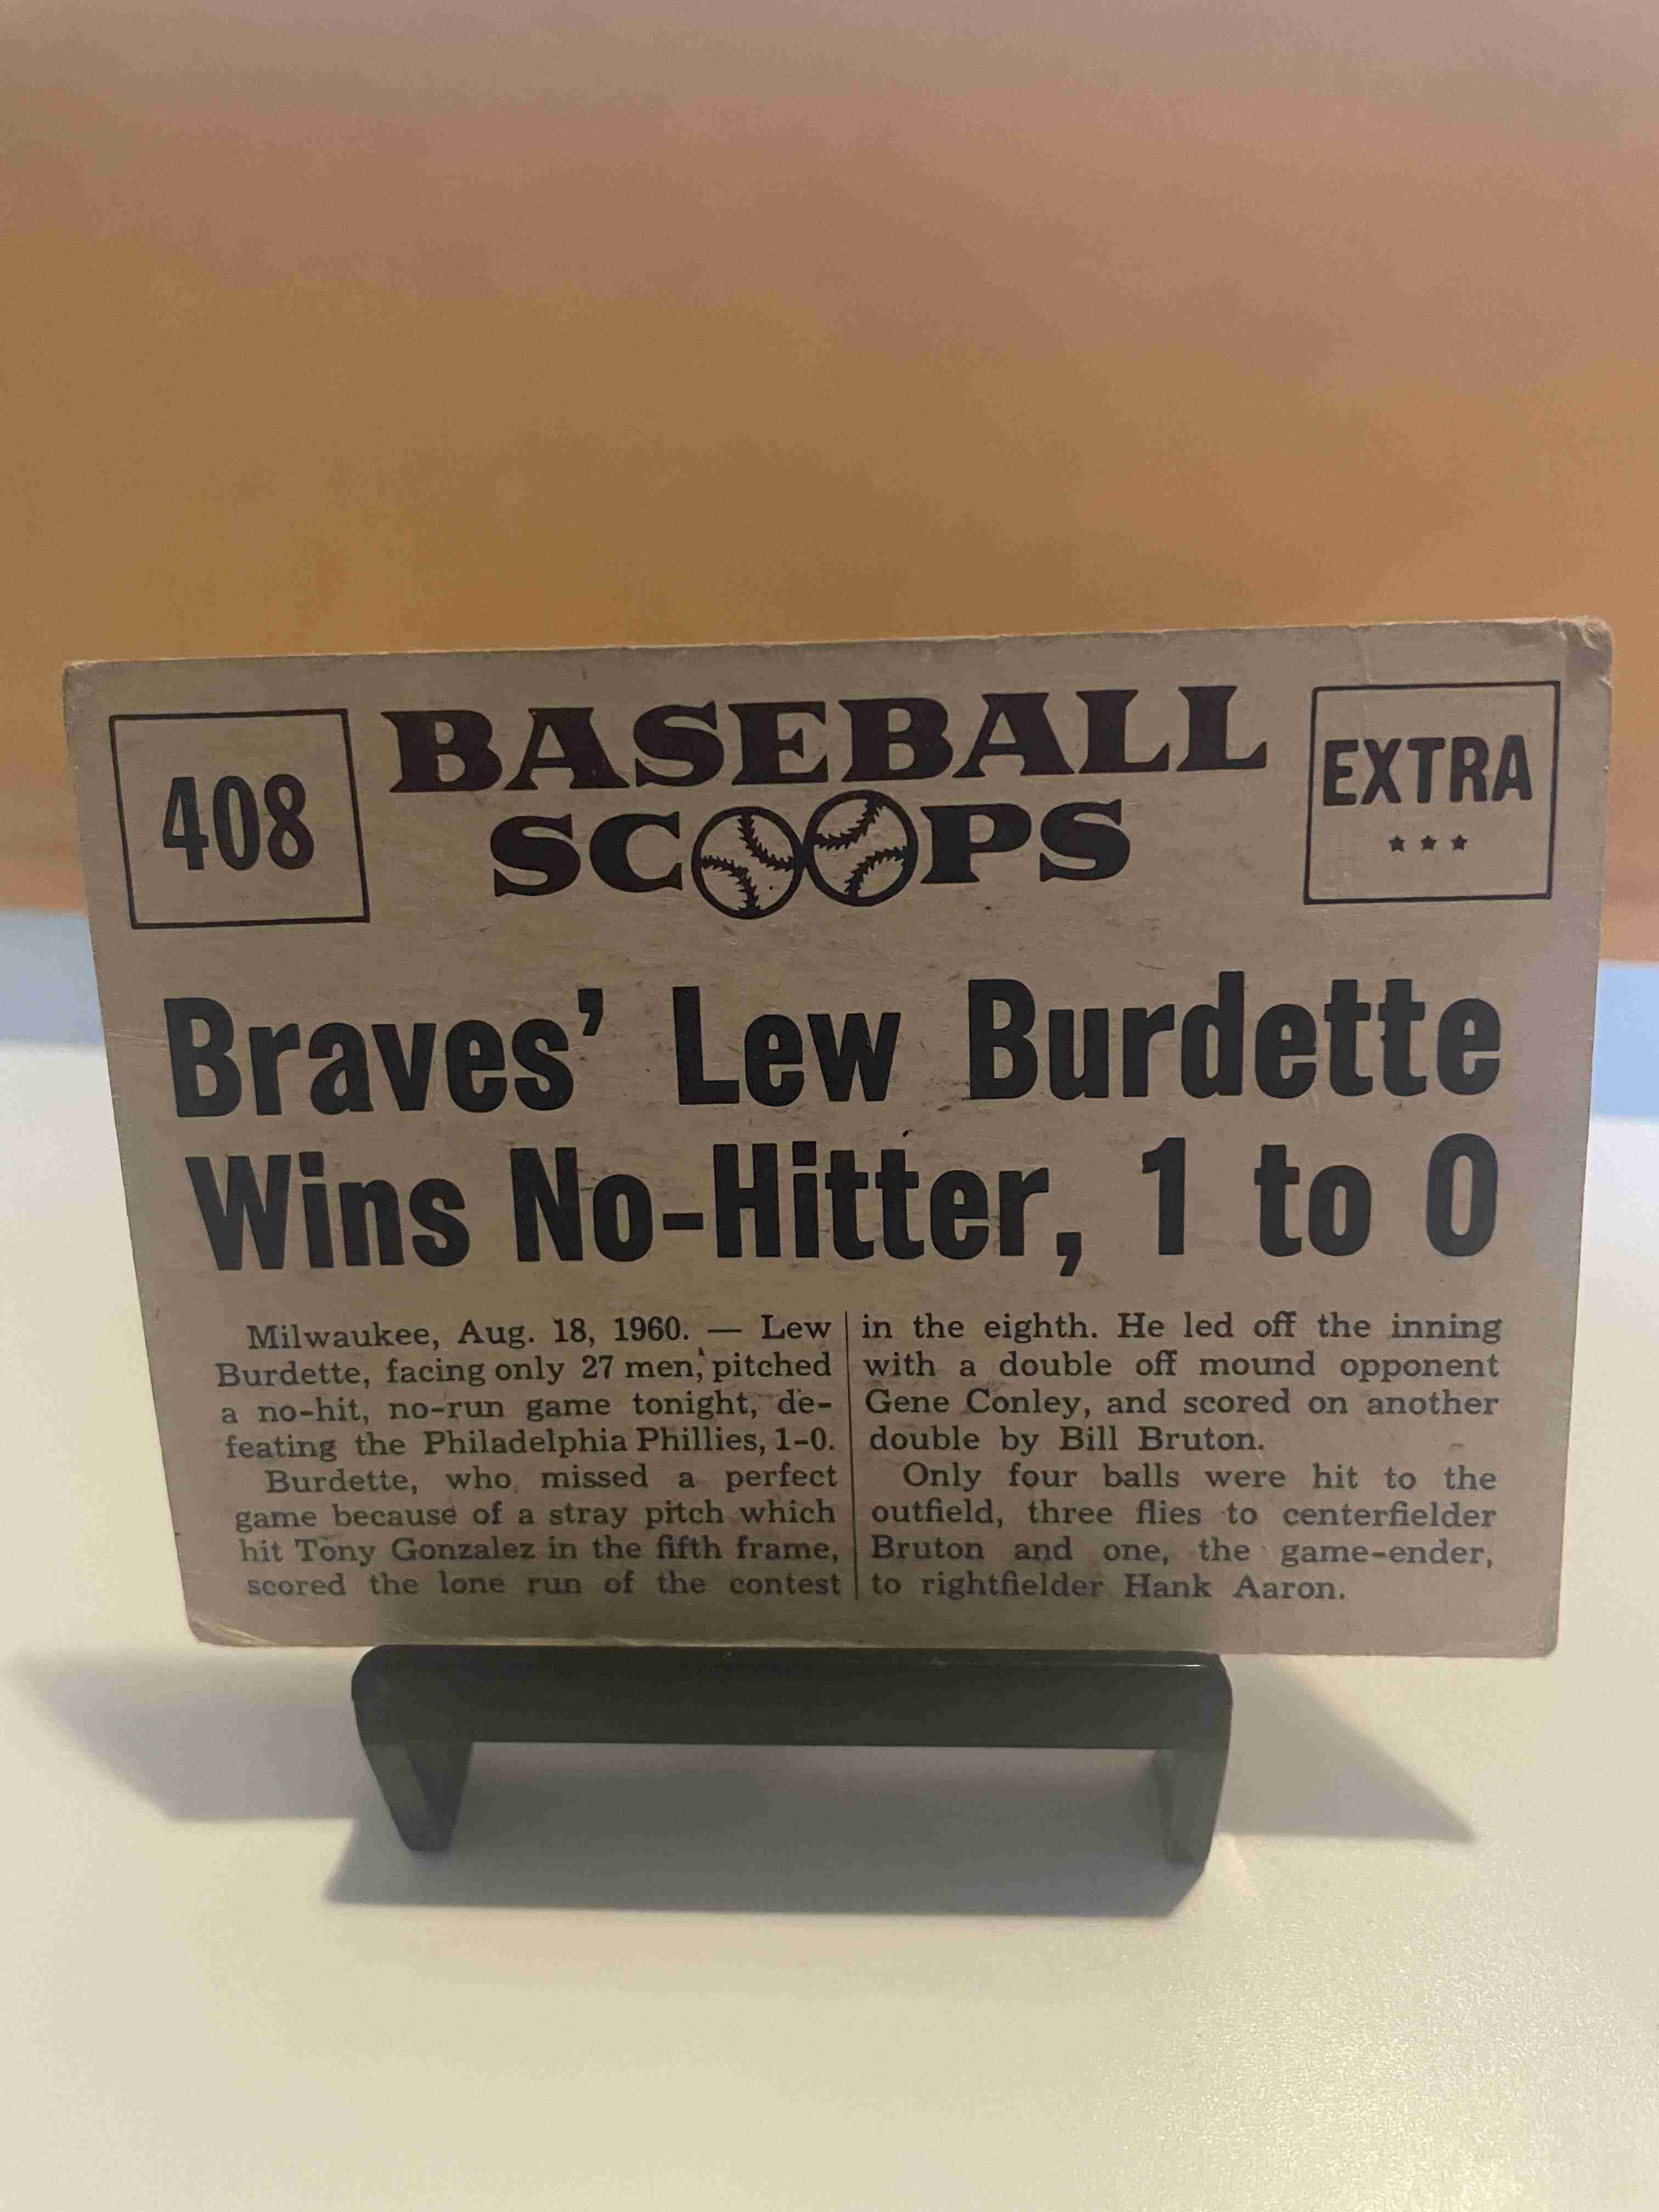 408
BASEBALL
SCOOPS
EXTRA
★ ★ ★
Braves' Lew Burdette
Wins No-Hitter, 1 to 0
Milwaukee, Aug. 18, 1960. — Lew
Burdette, facing only 27 men, pitched
a no-hit, no-run game tonight, de-
feating the Philadelphia Phillies, 1-0.
Burdette, who missed a perfect
game because of a stray pitch which
hit Tony Gonzalez in the fifth frame,
scored the lone run of the contest
in the eighth. He led off the inning
with a double off mound opponent
Gene Conley, and scored on another
double by Bill Bruton.
Only four balls were hit to the
outfield, three flies to centerfielder
Bruton and one, the game-ender,
to rightfielder Hank Aaron.